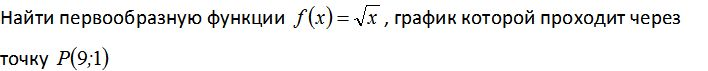 Найти первообразную функции f(x)=√x , график которой проходит через
точку P(9;1)